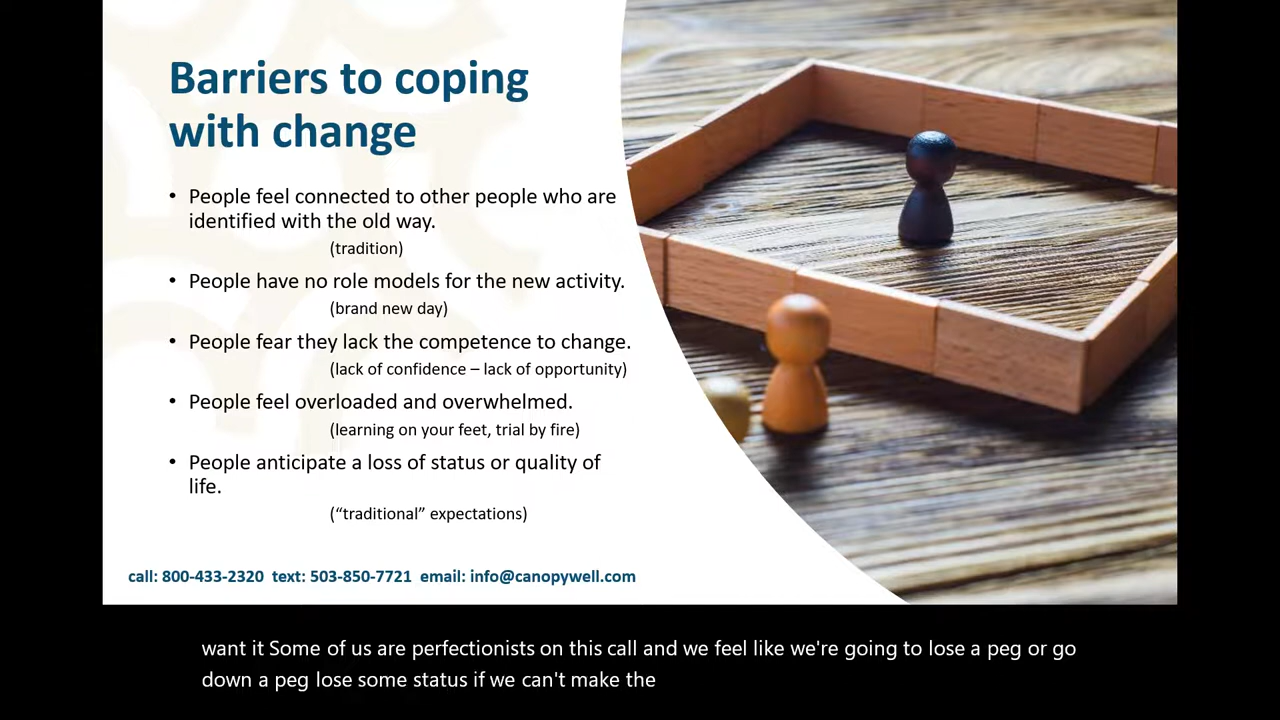 Barriers to coping
with change
• People feel connected to other people who are
identified with the old way.
(tradition)
• People have no role models for the new activity.
(brand new day)
• People fear they lack the competence to change.
(lack of confidence – lack of opportunity)
• People feel overloaded and overwhelmed.
(learning on your feet, trial by fire)
• People anticipate a loss of status or quality of
life.
(“traditional” expectations)
call: 800-433-2320 text: 503-850-7721 email: info@canopywell.com
want it Some of us are perfectionists on this call and we feel like we're going to lose a peg or go
down a peg lose some status if we can't make the